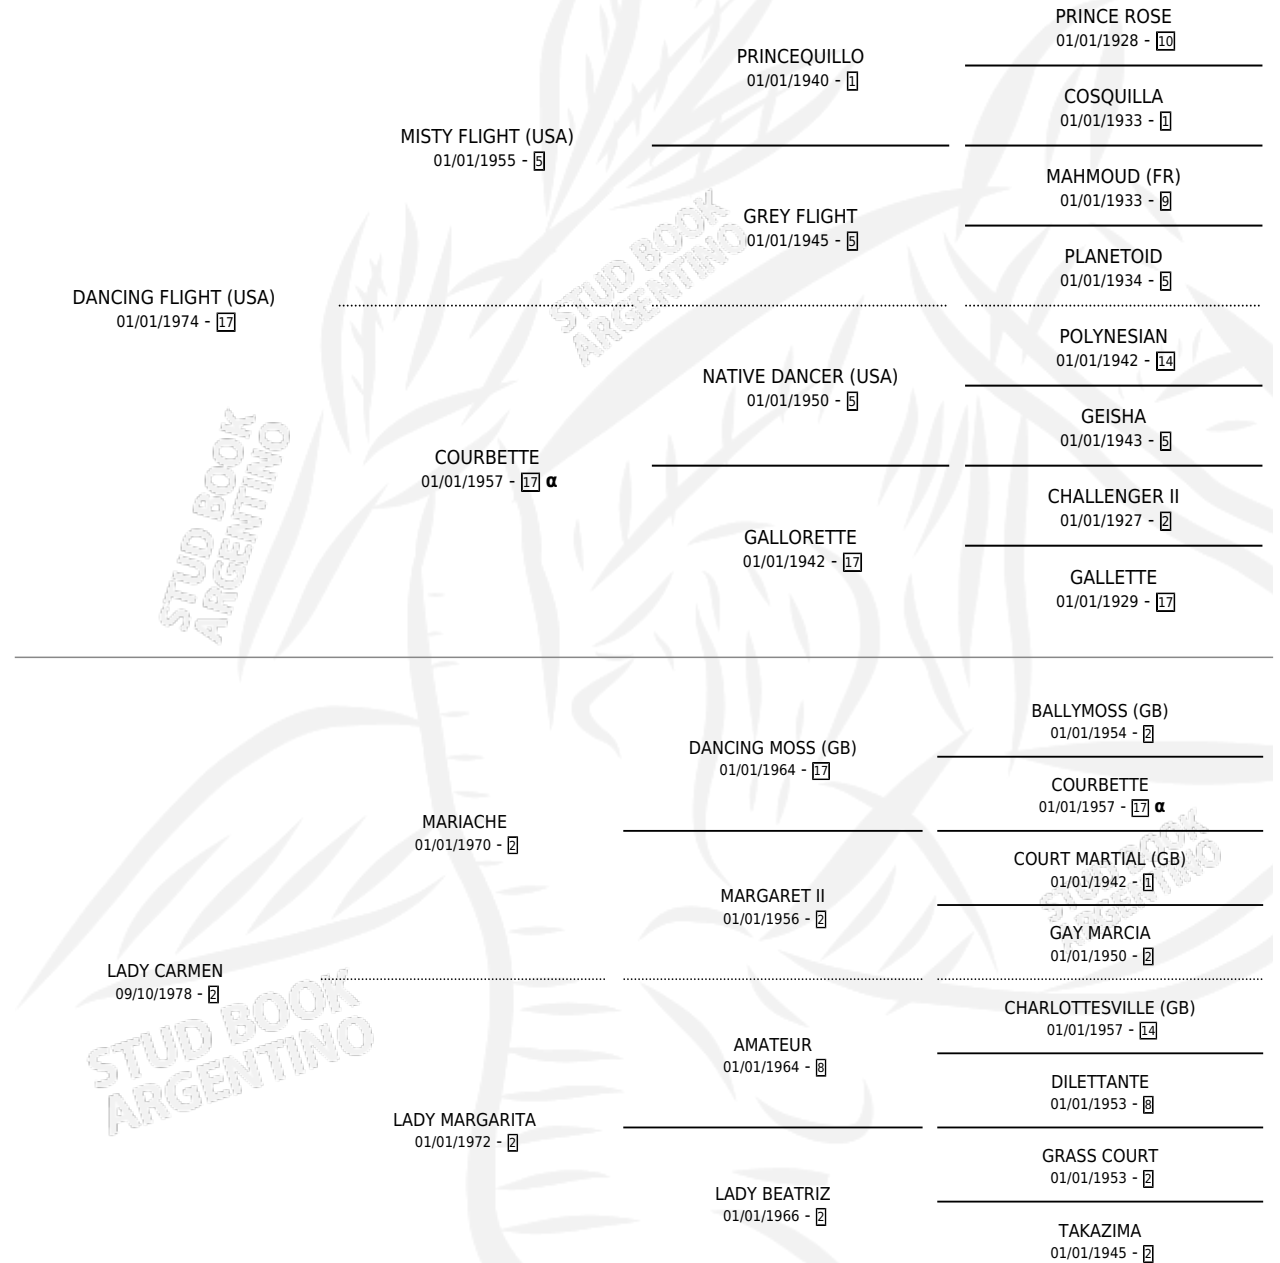 PRINCE ROSE
01/01/1928 - 10
PRINCEQUILLO
01/01/1940 - 1
COSQUILLA
01/01/1933 - 1
MISTY FLIGHT (USA)
01/01/1955 - 5
MAHMOUD (FR)
01/01/1933 - 9
GREY FLIGHT
01/01/1945 - 5
PLANETOID
01/01/1934 - 5
DANCING FLIGHT (USA)
01/01/1974 - 17
POLYNESIAN
01/01/1942 - 14
NATIVE DANCER (USA)
01/01/1950 - 5
GEISHA
01/01/1943 - 5
COURBETTE
01/01/1957 - 17 α
CHALLENGER II
01/01/1927 - 2
GALLORETTE
01/01/1942 - 17
GALLETTE
01/01/1929 - 17
BALLYMOSS (GB)
01/01/1954 - 2
DANCING MOSS (GB)
01/01/1964 - 17
COURBETTE
01/01/1957 - 17 α
MARIACHE
01/01/1970 - 2
COURT MARTIAL (GB)
01/01/1942 - 1
MARGARET II
01/01/1956 - 2
GAY MARCIA
01/01/1950 - 2
LADY CARMEN
09/10/1978 - 2
CHARLOTTESVILLE (GB)
01/01/1957 - 14
AMATEUR
01/01/1964 - 8
DILETTANTE
01/01/1953 - 8
LADY MARGARITA
01/01/1972 - 2
GRASS COURT
01/01/1953 - 2
LADY BEATRIZ
01/01/1966 - 2
TAKAZIMA
01/01/1945 - 2
STUD BOOK
ARGENTINO
STUD BOOK
ARGENTINO
STUD BOOK
ARGENTINO
STUD BOOK
ARGENTINO